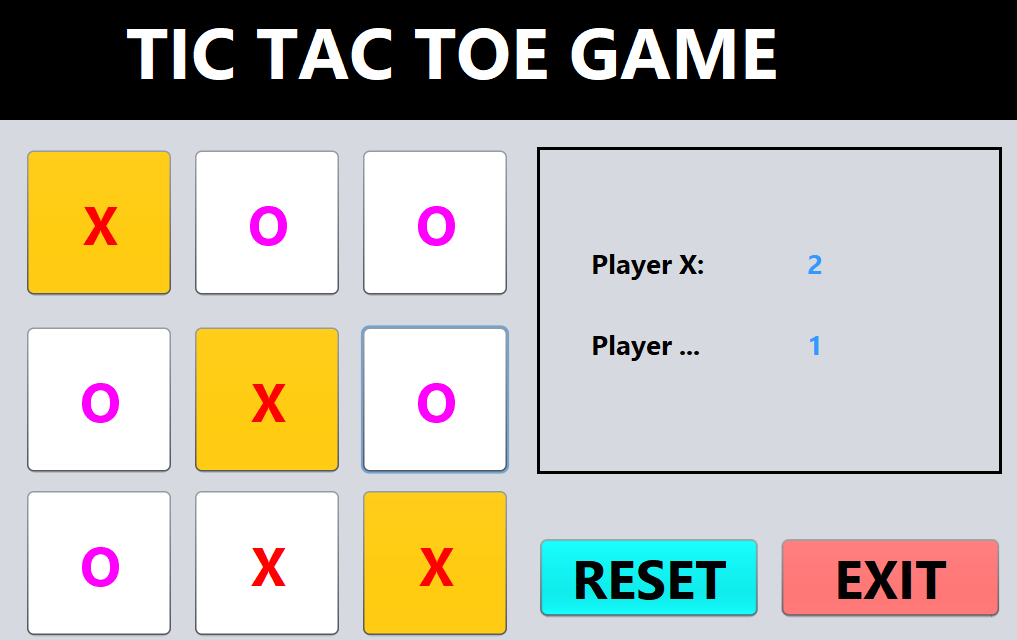 TIC TAC TOE GAME
X O O
Player X: 2
Player ... 1
O X O
O X X
RESET EXIT